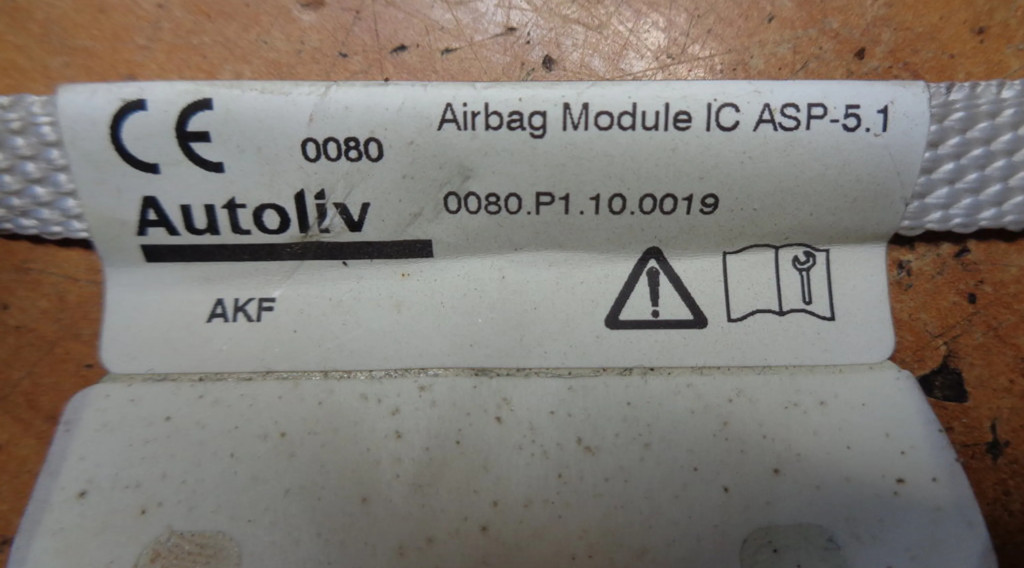 CE 0080
Airbag Module IC ASP-5.1
Autoliv
0080.P1.10.0019
AKF